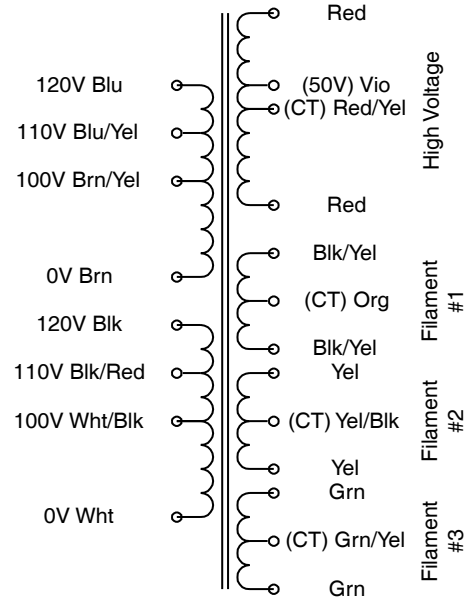 Red
120V Blu
(50V) Vio
(CT) Red/Yel
110V Blu/Yel
100V Brn/Yel
Red
High Voltage
Blk/Yel
0V Brn
(CT) Org
120V Blk
Blk/Yel
Filament
#1
110V Blk/Red
Yel
100V Wht/Blk
(CT) Yel/Blk
Yel
Filament
#2
Grn
0V Wht
(CT) Grn/Yel
Grn
Filament
#3